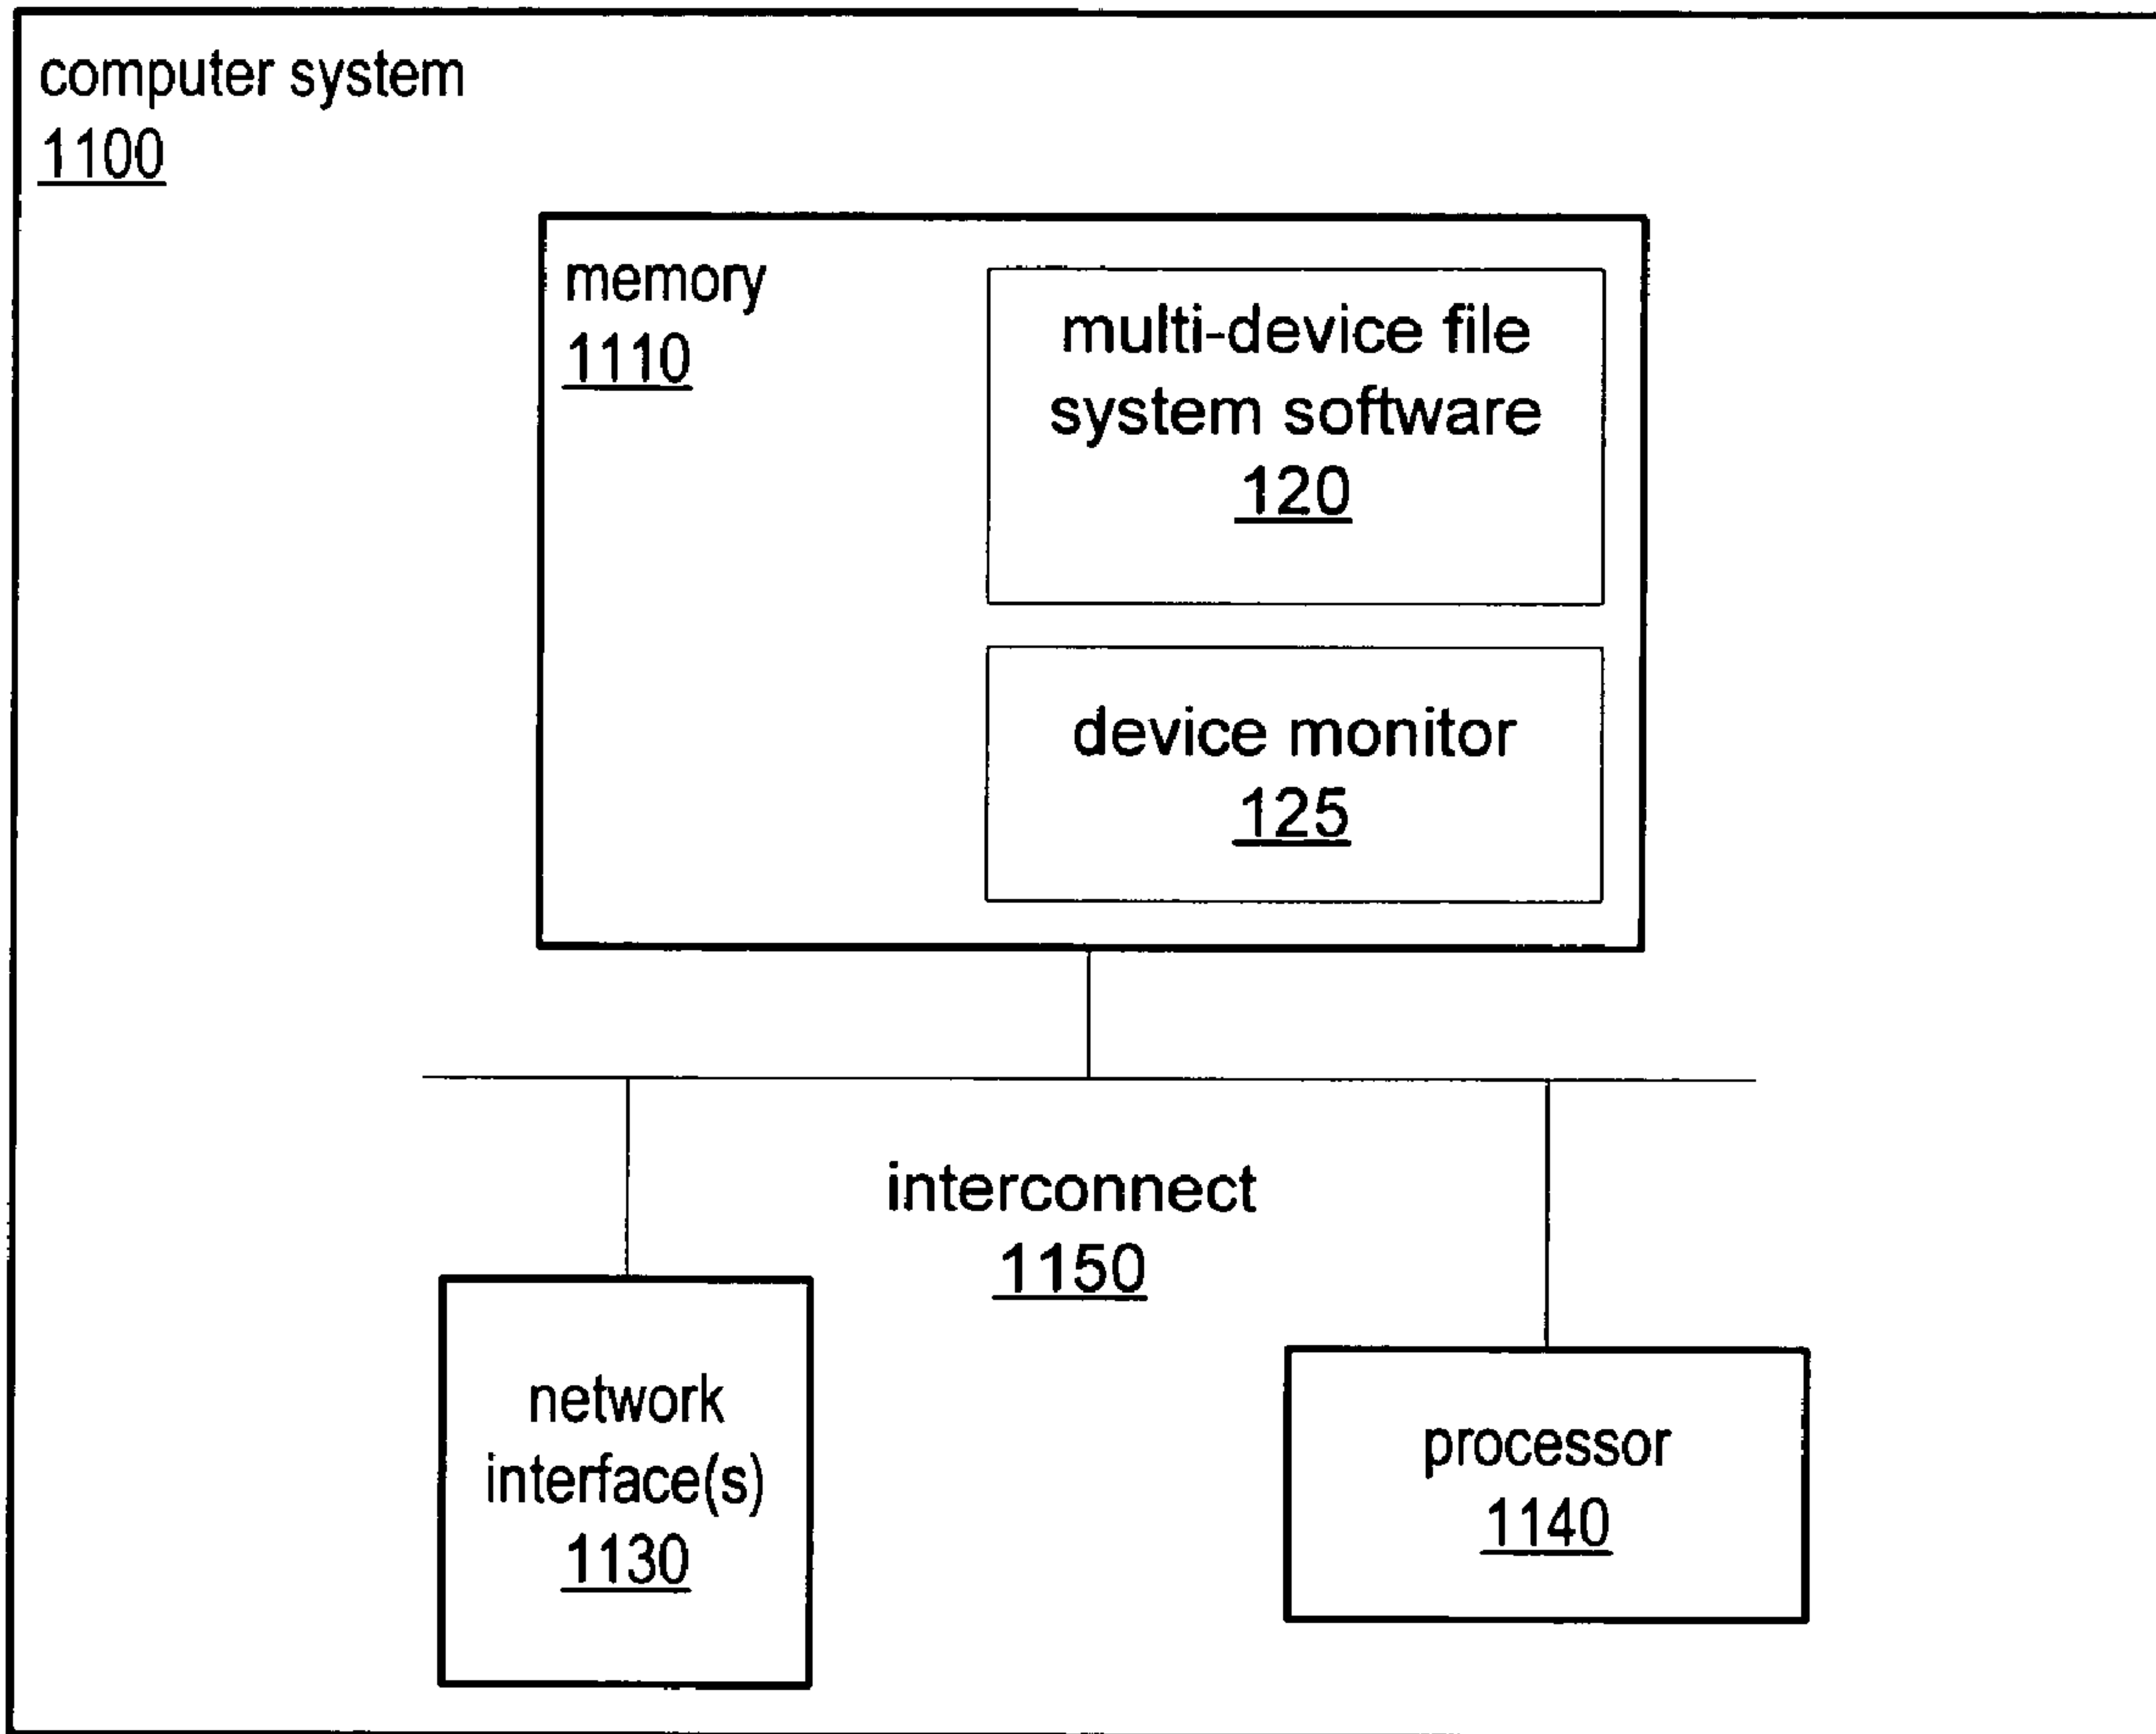 computer system
1100
memory
1110
multi-device file
system software
120
device monitor
125
interconnect
1150
network
interface(s)
1130
processor
1140